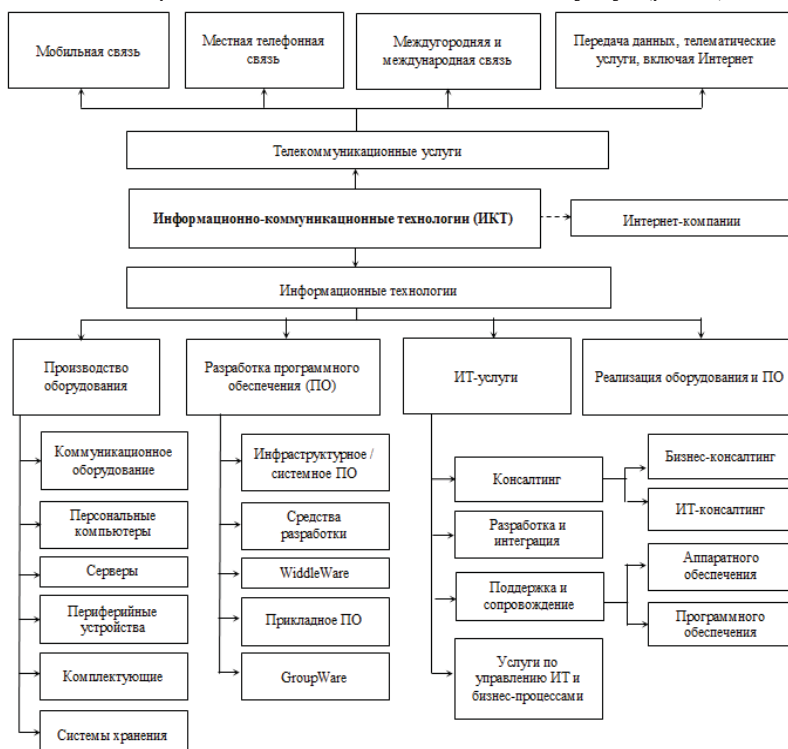 Мобильная связь
Местная телефонная
связь
Междугородняя и
международная связь
Передача данных, телематические
услуги, включая Интернет
Телекоммуникационные услуги
Информационно-коммуникационные технологии (ИКТ)
Интернет-компании
Информационные технологии
Производство
оборудования
Разработка программного
обеспечения (ПО)
ИТ-услуги
Реализация оборудования и ПО
Коммуникационное
оборудование
Персональные
компьютеры
Серверы
Периферийные
устройства
Комплектующие
Системы хранения
Инфраструктурное /
системное ПО
Средства
разработки
WiddleWare
Прикладное ПО
GroupWare
Консалтинг
Разработка и
интеграция
Поддержка и
сопровождение
Услуги по
управлению ИТ и
бизнес-процессами
Бизнес-консалтинг
ИТ-консалтинг
Аппаратного
обеспечения
Программного
обеспечения